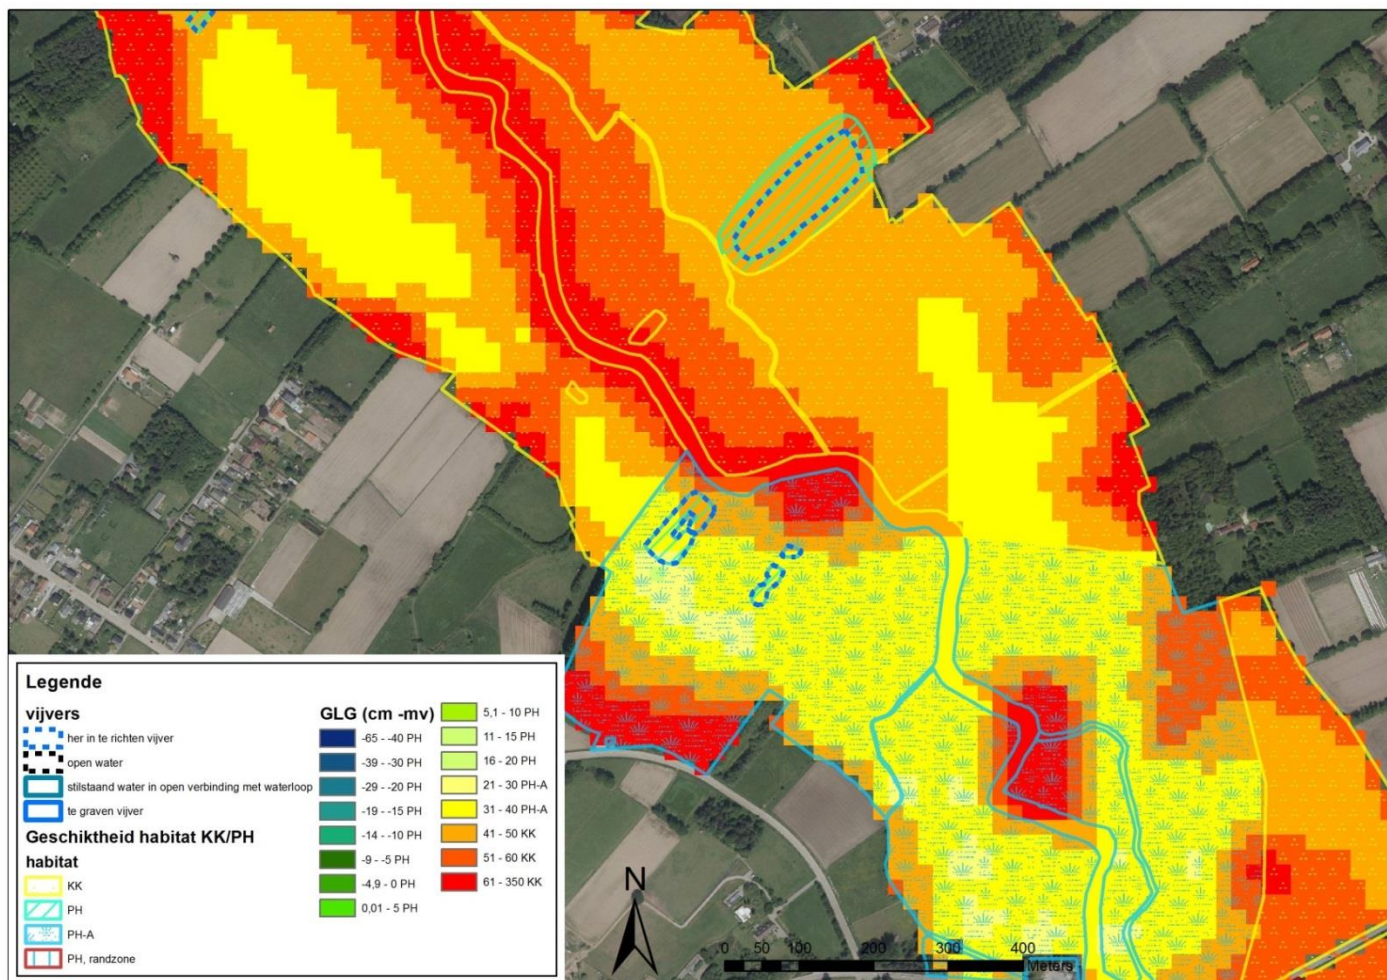 Legende
vijvers
her in te richten vijver
open water
stilstaand water in open verbinding met waterloop
te graven vijver
Geschiktheid habitat KK/PH
habitat
KK
PH
PH-A
PH, randzone
GLG (cm -mv)
-65 - -40 PH
-39 - -30 PH
-29 - -20 PH
-19 - -15 PH
-14 - -10 PH
-9 - -5 PH
-4,9 - 0 PH
0,01 - 5 PH
5,1 - 10 PH
11 - 15 PH
16 - 20 PH
21 - 30 PH-A
31 - 40 PH-A
41 - 50 KK
51 - 60 KK
61 - 350 KK
N
0 50 100 200 300 400
Meters